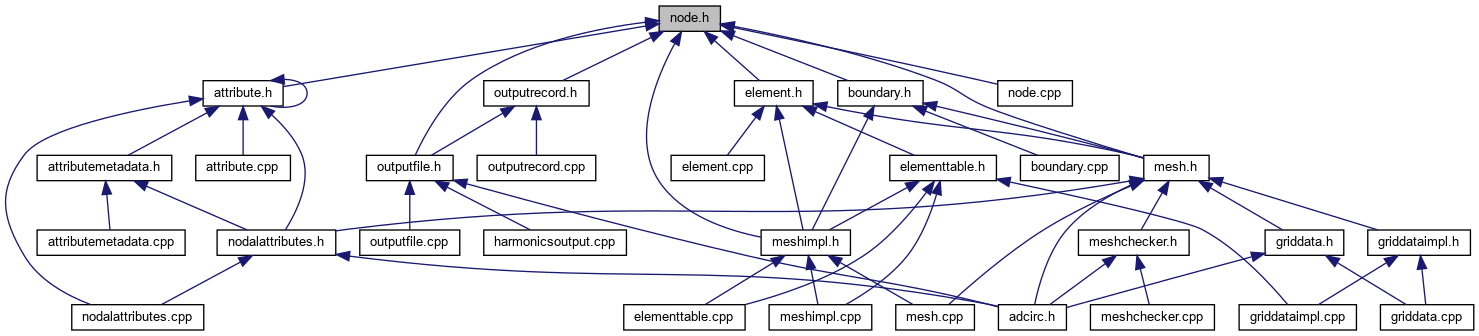 node.h
attribute.h
outputrecord.h
element.h
boundary.h
node.cpp
attributemetadata.h
attribute.cpp
outputfile.h
outputrecord.cpp
element.cpp
elementtable.h
boundary.cpp
mesh.h
attributemetadata.cpp
nodalattributes.h
outputfile.cpp
harmonicsoutput.cpp
meshimpl.h
meshchecker.h
griddata.h
griddataimpl.h
nodalattributes.cpp
elementtable.cpp
meshimpl.cpp
mesh.cpp
adcirc.h
meshchecker.cpp
griddataimpl.cpp
griddata.cpp